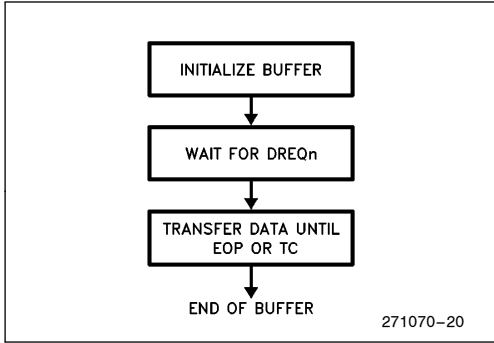 INITIALIZE BUFFER
WAIT FOR DREQn
TRANSFER DATA UNTIL
EOP OR TC
END OF BUFFER
271070–20